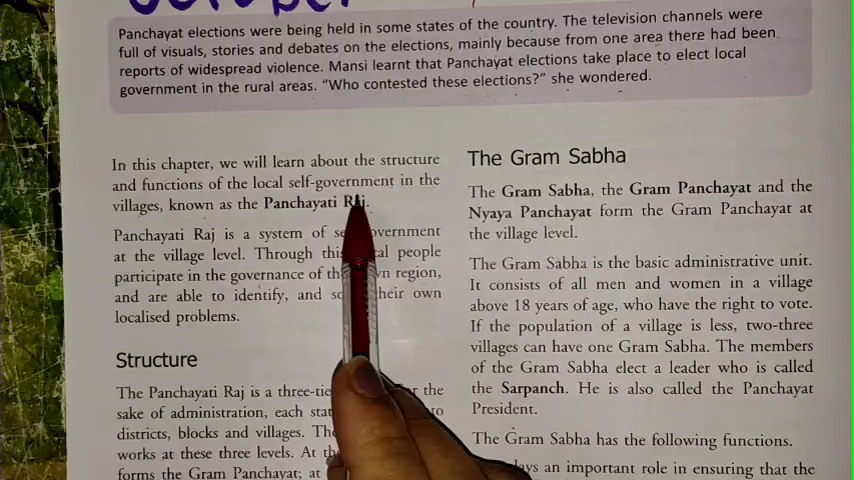 October
Panchayat elections were being held in some states of the country. The television channels were
full of visuals, stories and debates on the elections, mainly because from one area there had been
reports of widespread violence. Mansi learnt that Panchayat elections take place to elect local
government in the rural areas. “Who contested these elections?” she wondered.
In this chapter, we will learn about the structure
and functions of the local self-government in the
villages, known as the Panchayati Raj.
Panchayati Raj is a system of
at the village level. Through people
participate in the governance of region,
and are able to identify, and their own
localised problems.
Structure
The Panchayati Raj is a the
sake of administration, each
districts, blocks and villages.
works at these three levels. At
forms the Gram Panchayat; at
The Gram Sabha
The Gram Sabha, the Gram Panchayat and the
Nyaya Panchayat form the Gram Panchayat at
the village level.
The Gram Sabha is the basic administrative unit.
It consists of all men and women in a village
above 18 years of age, who have the right to vote.
If the population of a village is less, two-three
villages can have one Gram Sabha. The members
of the Gram Sabha elect a leader who is called
the Sarpanch. He is also called the Panchayat
President.
The Gram Sabha has the following functions.
an important role in ensuring that the